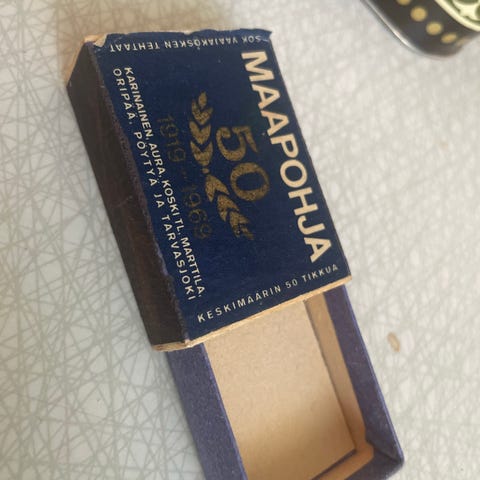 MAAPOHJA
50
1919 - 1969
KARINAINEN, AURA, KOSKI TL, MARTTILA,
ORIPÄÄ, PÖYTYÄ JA TARVASJOKI
SOK VAAJAKOSKEN TEHTAAT
KESKIMÄÄRIN 50 TIKKUA